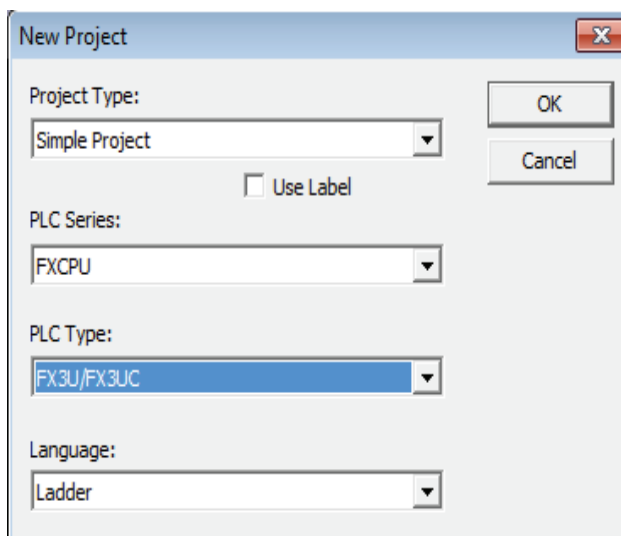 New Project
Project Type:
OK
Simple Project
Cancel
Use Label
PLC Series:
FXCPU
PLC Type:
FX3U/FX3UC
Language:
Ladder